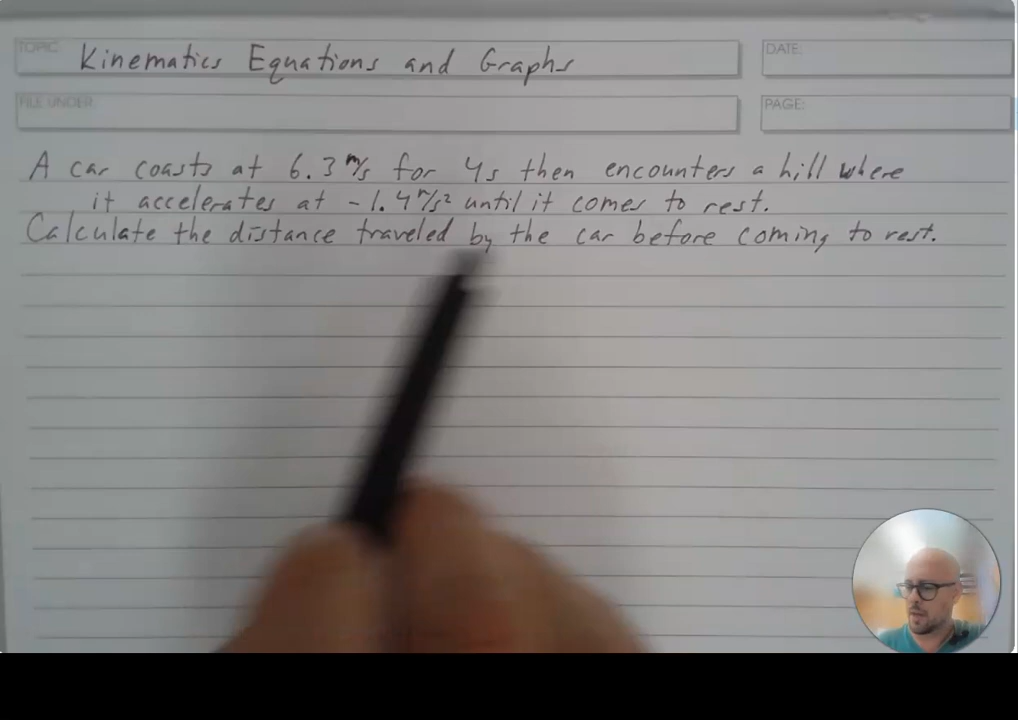 TOPIC: Kinematics Equations and Graphs
DATE:
FILE UNDER:
PAGE:
A car coasts at 6.3 m/s for 4s then encounters a hill where
it accelerates at -1.4 m/s² until it comes to rest.
Calculate the distance traveled by the car before coming to rest.